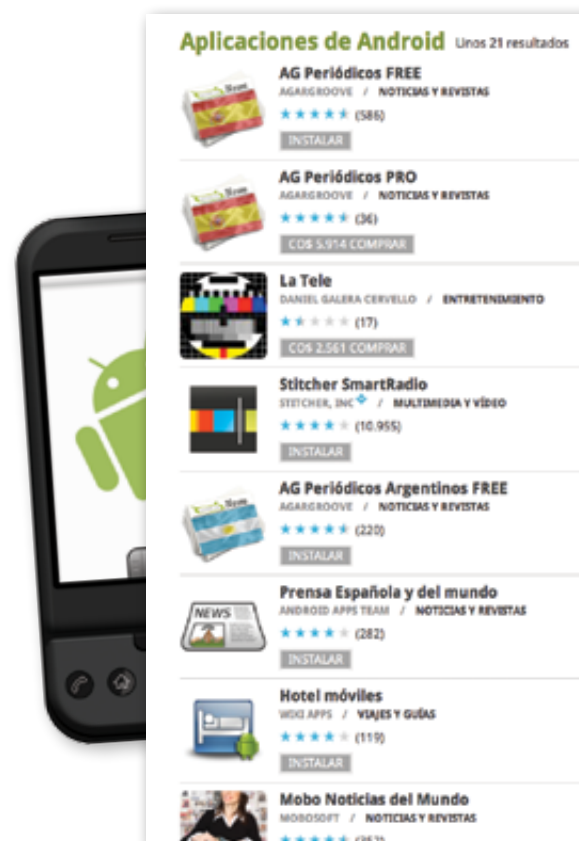 Aplicaciones de Android Unos 21 resultados
AG Periódicos FREE
AGARGROOVE / NOTICIAS Y REVISTAS
(586)
INSTALAR
AG Periódicos PRO
AGARGROOVE / NOTICIAS Y REVISTAS
(36)
CO$ 5.914 COMPRAR
La Tele
DANIEL GALERA CERVELLO / ENTRETENIMIENTO
(17)
CO$ 2.561 COMPRAR
Stitcher SmartRadio
STITCHER, INC / MULTIMEDIA Y VÍDEO
(10.955)
INSTALAR
AG Periódicos Argentinos FREE
AGARGROOVE / NOTICIAS Y REVISTAS
(220)
INSTALAR
Prensa Española y del mundo
NEWS
ANDROID APPS TEAM / NOTICIAS Y REVISTAS
(282)
INSTALAR
Hotel móviles
WIXI APPS / VIAJES Y GUÍAS
(119)
INSTALAR
Mobo Noticias del Mundo
MOBOSOFT / NOTICIAS Y REVISTAS